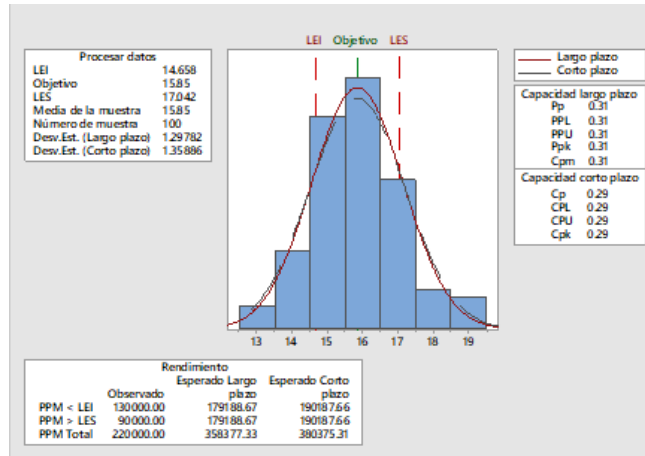 LEI Objetivo LES
Procesar datos
LEI 14.658
Objetivo 15.85
LES 17.042
Media de la muestra 15.85
Número de muestra 100
Desv.Est. (Largo plazo) 1.29782
Desv.Est. (Corto plazo) 1.35886
Largo plazo
Corto plazo
Capacidad largo plazo
Pp 0.31
PPL 0.31
PPU 0.31
Ppk 0.31
Cpm 0.31
Capacidad corto plazo
Cp 0.29
CPL 0.29
CPU 0.29
Cpk 0.29
13 14 15 16 17 18 19
Rendimiento
Esperado Largo Esperado Corto
Observado plazo plazo
PPM < LEI 130000.00 179188.67 190187.66
PPM > LES 90000.00 179188.67 190187.66
PPM Total 220000.00 358377.33 380375.31